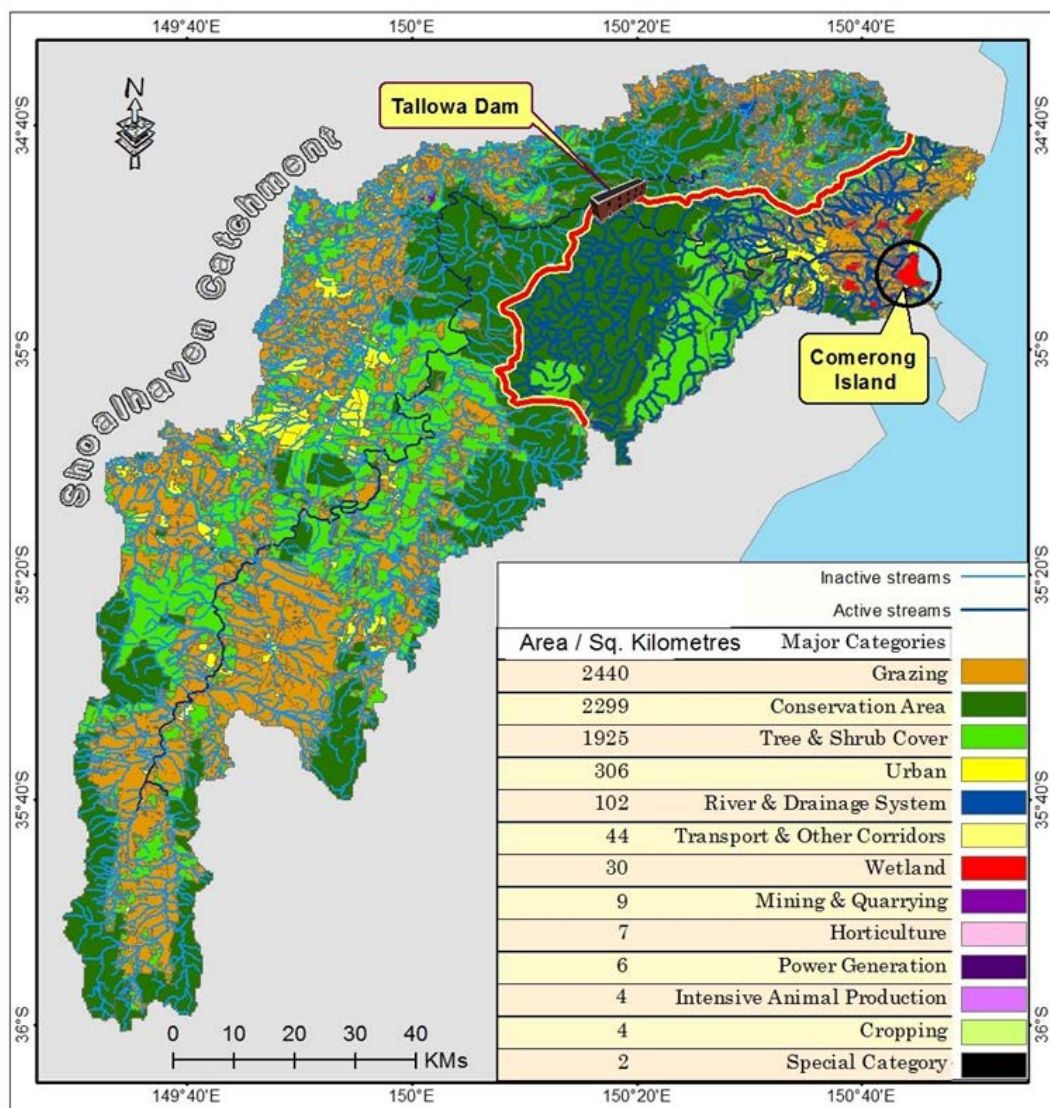 149°40'E 150°E 150°20'E 150°40'E
34°40'S
34°40'S
N
Tallowa Dam
Shoalhaven Catchment
Comerong
Island
35°S
35°S
35°20'S
35°20'S
35°40'S
35°40'S
36°S
36°S
Inactive streams
Active streams
Area / Sq. Kilometres Major Categories
2440 Grazing
2299 Conservation Area
1925 Tree & Shrub Cover
306 Urban
102 River & Drainage System
44 Transport & Other Corridors
30 Wetland
9 Mining & Quarrying
7 Horticulture
6 Power Generation
4 Intensive Animal Production
4 Cropping
2 Special Category
0 10 20 30 40
KMs
149°40'E 150°E 150°20'E 150°40'E